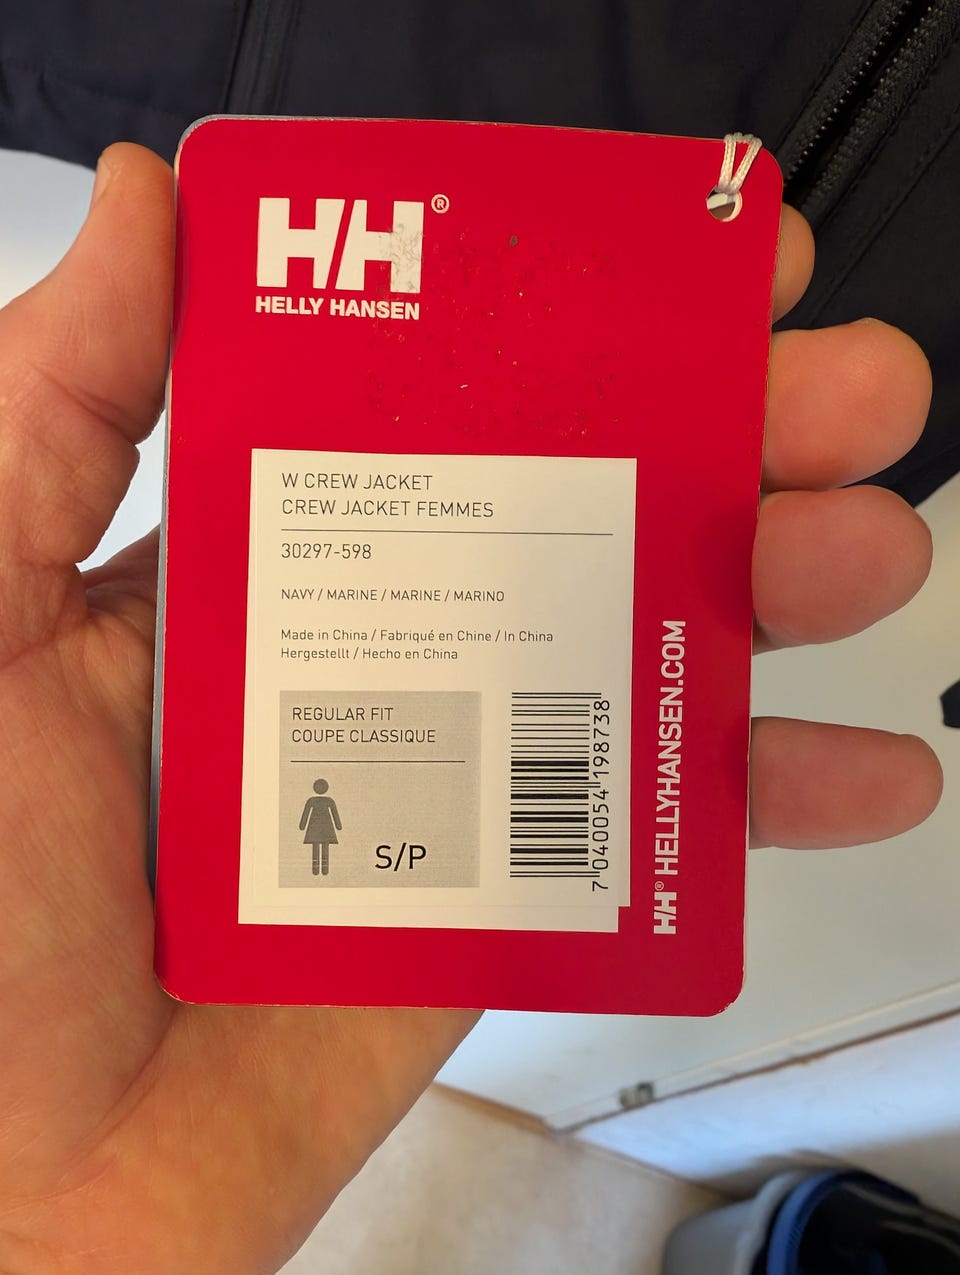 HH®
HELLY HANSEN
W CREW JACKET
CREW JACKET FEMMES
30297-598
NAVY / MARINE / MARINE / MARINO
Made in China / Fabriqué en Chine / In China
Hergestellt / Hecho en China
REGULAR FIT
COUPE CLASSIQUE
S/P
7 040054 198738
HH® HELLYHANSEN.COM